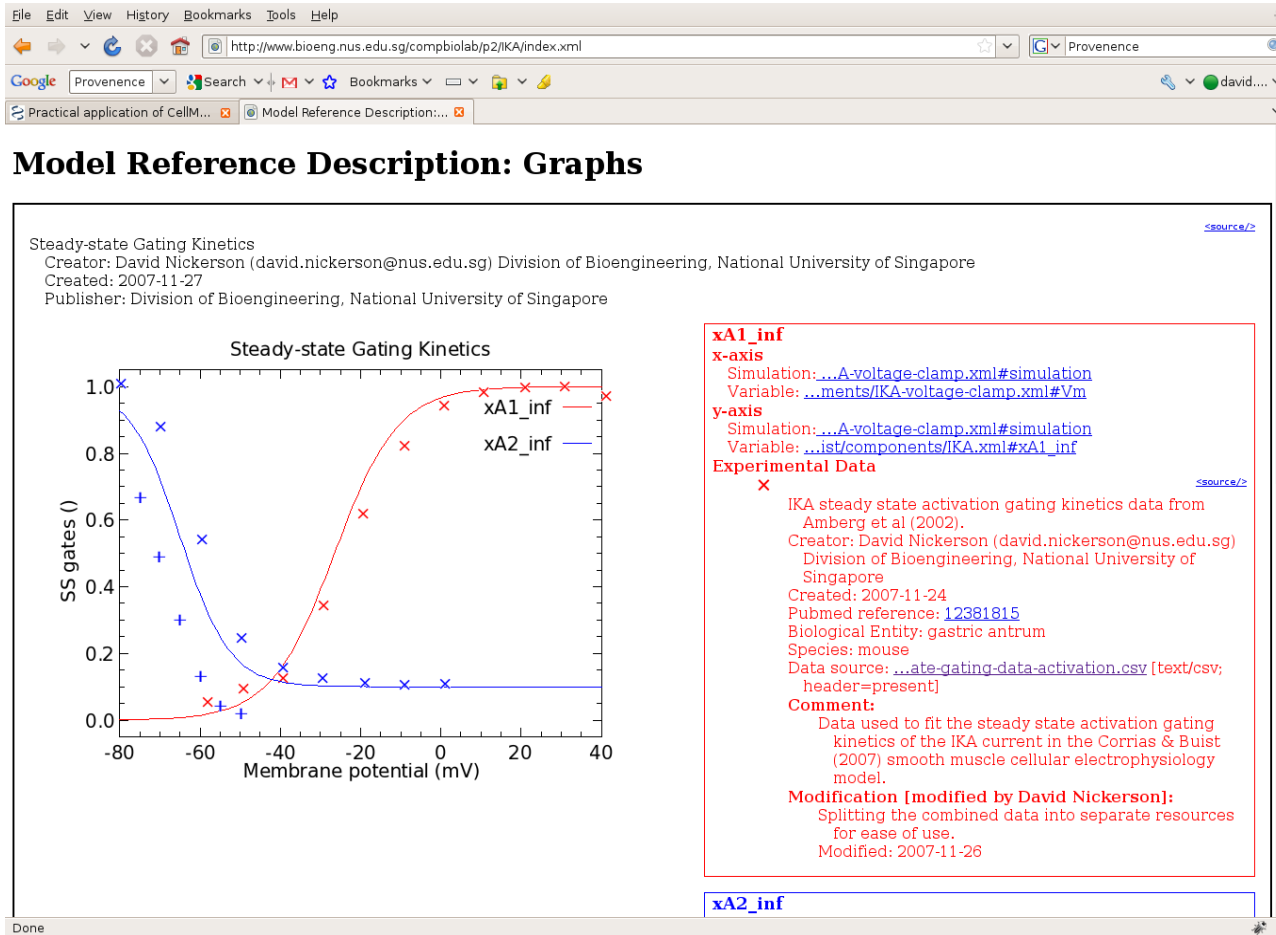 File Edit View History Bookmarks Tools Help
http://www.bioeng.nus.edu.sg/compbiolab/p2/IKA/index.xml
G Provenence
Google Provenence Search Bookmarks david....
Practical application of CellM...
Model Reference Description:...
Model Reference Description: Graphs
<source/>
Steady-state Gating Kinetics
Creator: David Nickerson (david.nickerson@nus.edu.sg) Division of Bioengineering, National University of Singapore
Created: 2007-11-27
Publisher: Division of Bioengineering, National University of Singapore
Steady-state Gating Kinetics
1.0
0.8
0.6
0.4
0.2
0.0
SS gates ()
xA1_inf
xA2_inf
-80 -60 -40 -20 0 20 40
Membrane potential (mV)
xA1_inf
x-axis
Simulation: ...A-voltage-clamp.xml#simulation
Variable: ...ments/IKA-voltage-clamp.xml#Vm
y-axis
Simulation: ...A-voltage-clamp.xml#simulation
Variable: ...ist/components/IKA.xml#xA1_inf
Experimental Data
<source/>
IKA steady state activation gating kinetics data from
Amberg et al (2002).
Creator: David Nickerson (david.nickerson@nus.edu.sg)
Division of Bioengineering, National University of
Singapore
Created: 2007-11-24
Pubmed reference: 12381815
Biological Entity: gastric antrum
Species: mouse
Data source: ...ate-gating-data-activation.csv [text/csv;
header=present]
Comment:
Data used to fit the steady state activation gating
kinetics of the IKA current in the Corrias & Buist
(2007) smooth muscle cellular electrophysiology
model.
Modification [modified by David Nickerson]:
Splitting the combined data into separate resources
for ease of use.
Modified: 2007-11-26
xA2_inf
Done